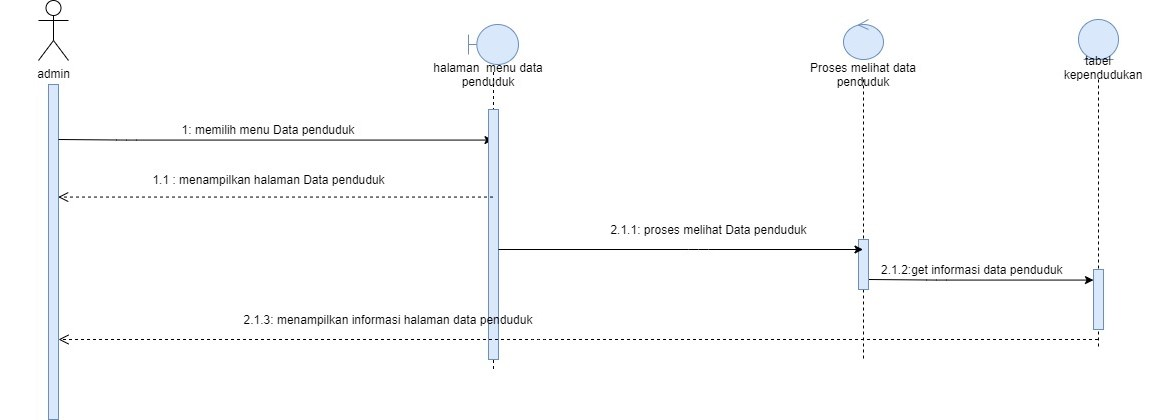 admin
halaman menu data
penduduk
Proses melihat data
penduduk
tabel
kependudukan
1: memilih menu Data penduduk
1.1 : menampilkan halaman Data penduduk
2.1.1: proses melihat Data penduduk
2.1.2:get informasi data penduduk
2.1.3: menampilkan informasi halaman data penduduk